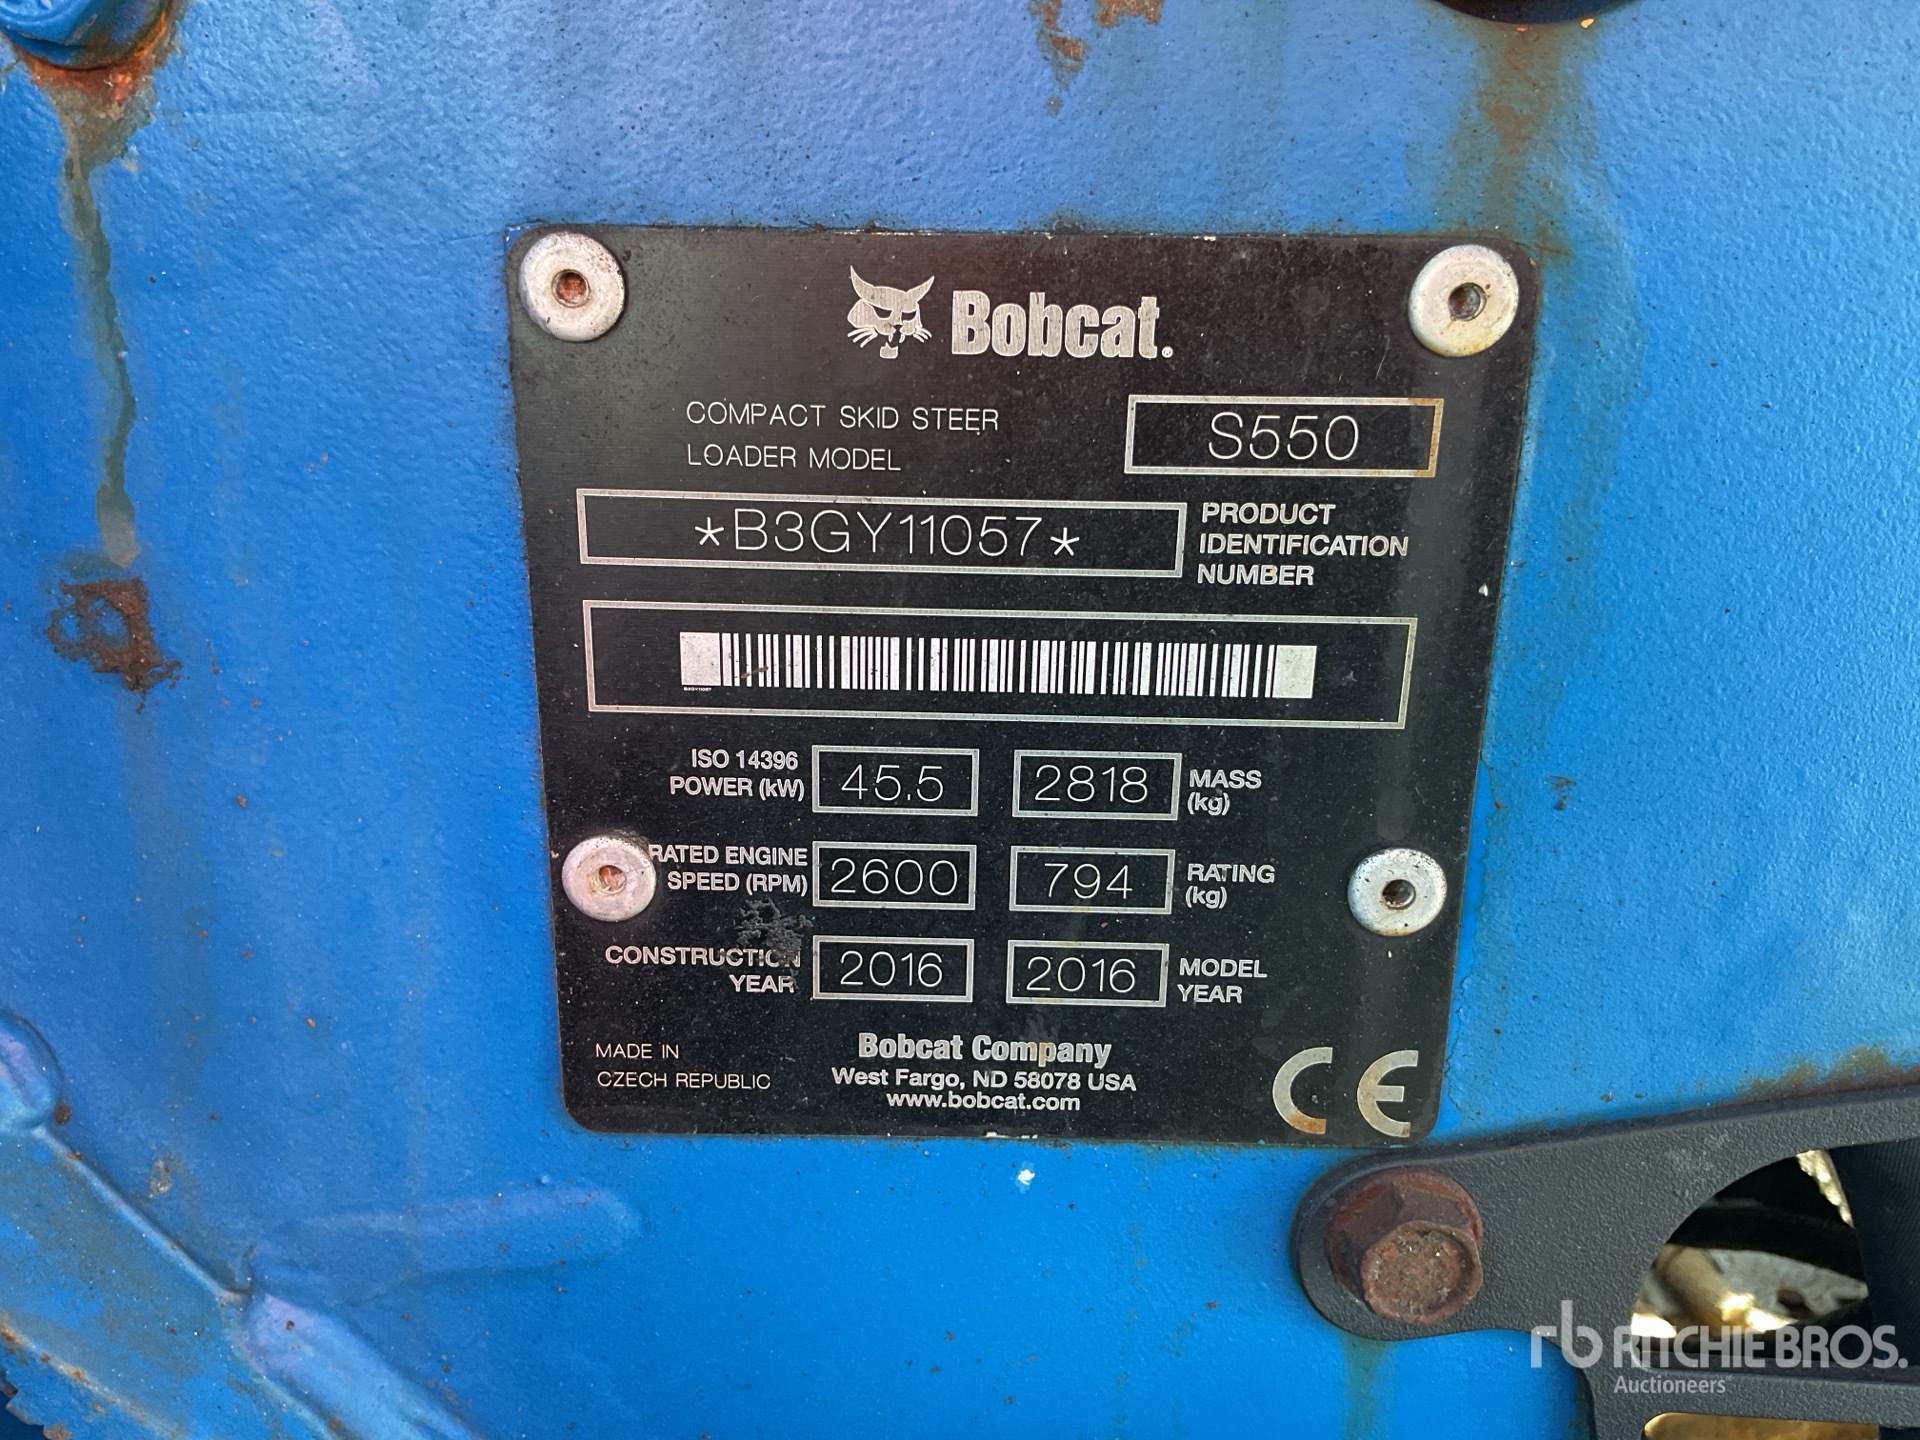 Bobcat®
COMPACT SKID STEER
LOADER MODEL
S550
*B3GY11057*
PRODUCT
IDENTIFICATION
NUMBER
B3GY11057
ISO 14396
POWER (kW)
45.5
2818
MASS
(kg)
RATED ENGINE
SPEED (RPM)
2600
794
RATING
(kg)
CONSTRUCTION
YEAR
2016
2016
MODEL
YEAR
MADE IN
CZECH REPUBLIC
Bobcat Company
West Fargo, ND 58078 USA
www.bobcat.com
CE
rb RITCHIE BROS.
Auctioneers